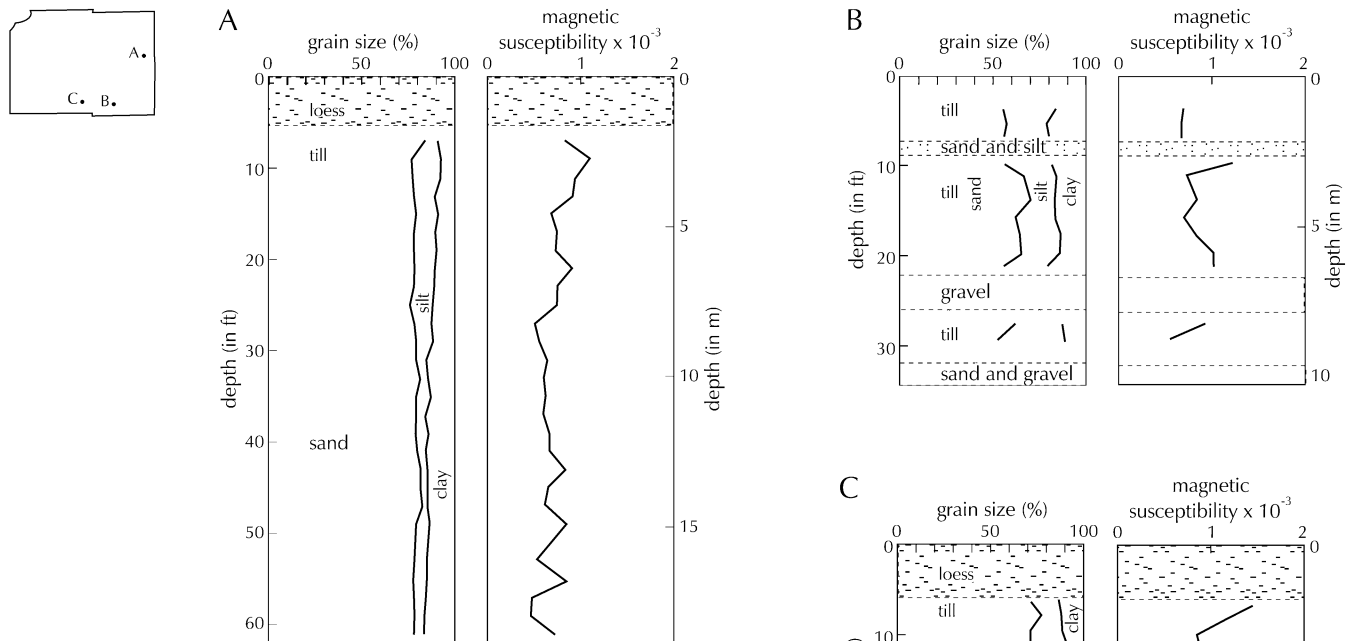 A
B
C
A
grain size (%)
magnetic
susceptibility x 10-3
0 50 100
0 1 2
0
10
20
30
40
50
60
depth (in ft)
loess
till
silt
sand
clay
0
5
10
15
depth (in m)
B
grain size (%)
magnetic
susceptibility x 10-3
0 50 100
0 1 2
0
10
20
30
depth (in ft)
till
sand and silt
till
sand
silt
clay
gravel
till
sand and gravel
0
5
10
depth (in m)
C
grain size (%)
magnetic
susceptibility x 10-3
0 50 100
0 1 2
0
10
loess
till
clay
0